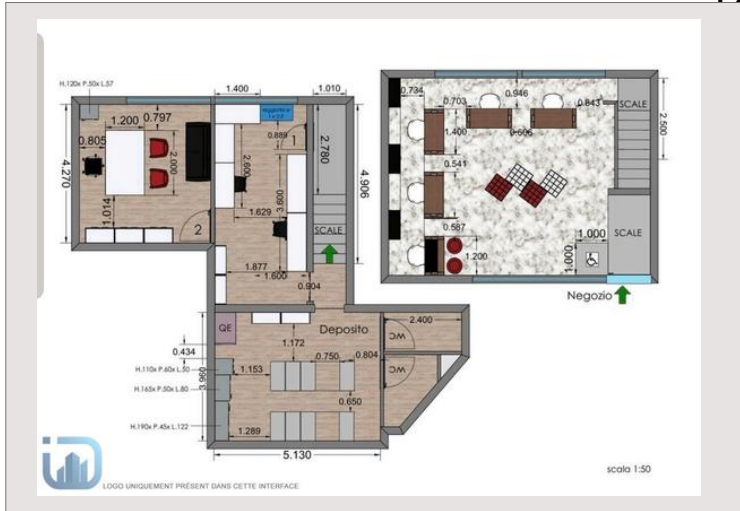 H.120x P.50x L.57
1.400
1.010
0.797
1.200
0.805
2.000
4.270
1.014
2
0.889
1
2.600
3.600
1.629
2.780
4.906
SCALE
1.877
1.600
0.904
0.734
0.703
0.946
0.843
SCALE
1.400
0.606
2.500
0.541
0.587
1.200
1.000
1.000
SCALE
Negozio
QE
Deposito
2.400
WC
0.434
1.172
0.750
0.804
3.960
H.110x P.60x L.50
1.153
WC
H.165x P.50x L.80
0.650
H.190x P.45x L.122
1.289
5.130
scala 1:50
LOGO UNIQUEMENT PRÉSENT DANS CETTE INTERFACE